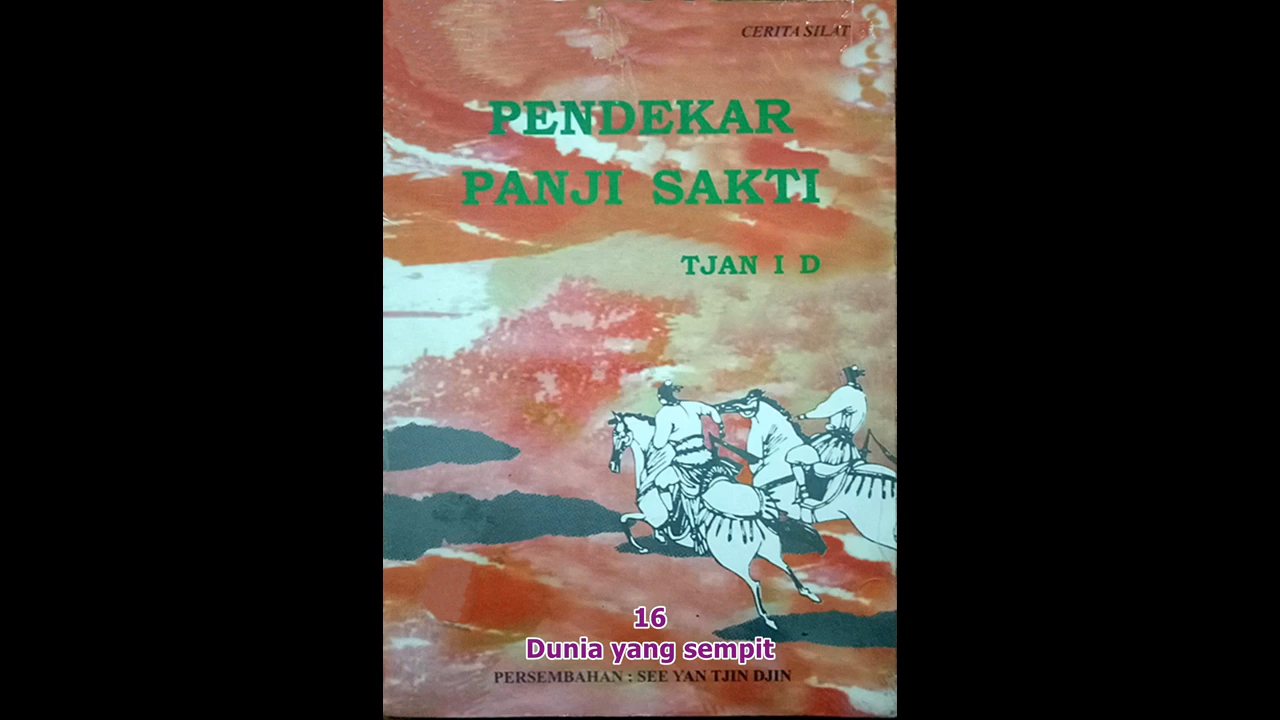 CERITA SILAT
PENDEKAR
PANJI SAKTI
TJAN I D
16
Dunia yang sempit
PERSEMBAHAN : SEE YAN TJIN DJIN